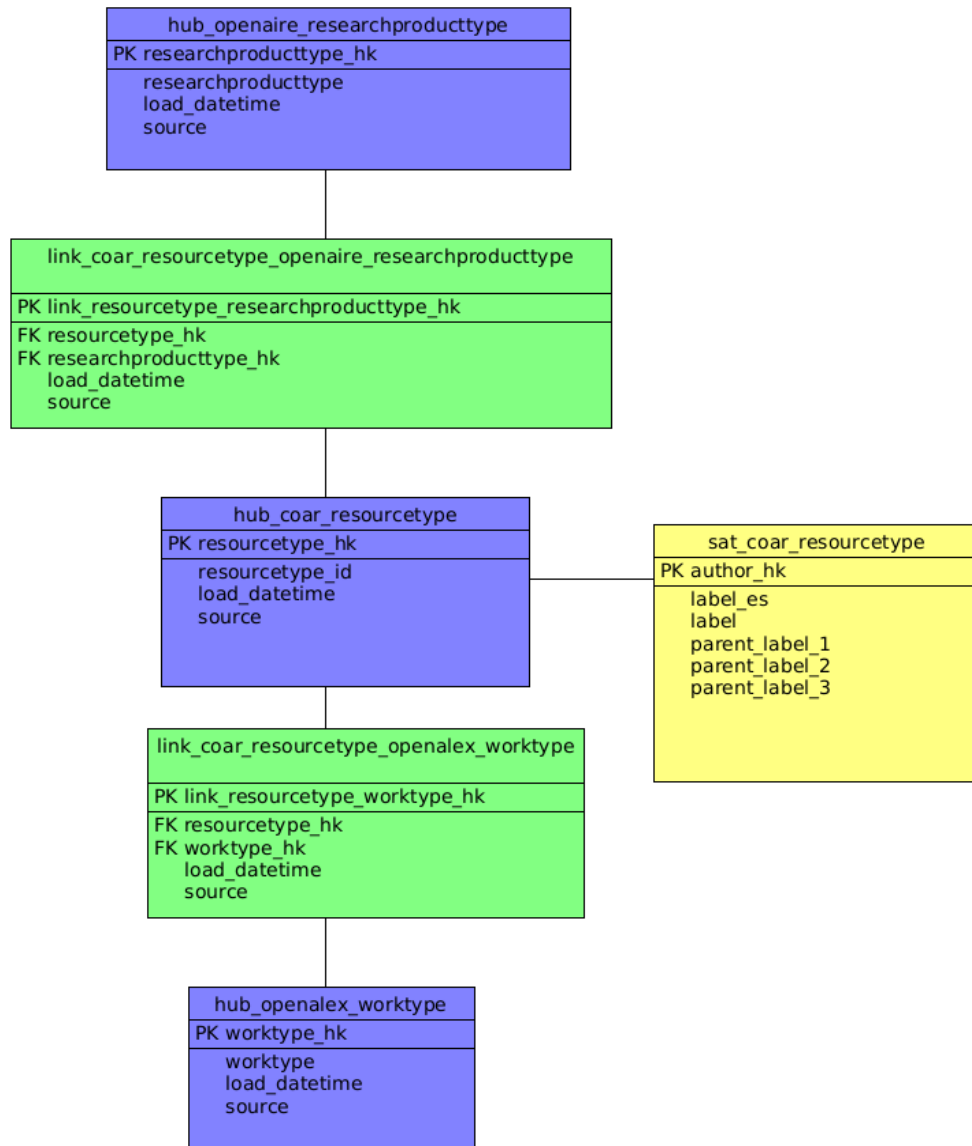 hub_openaire_researchproducttype
PK researchproducttype_hk
researchproducttype
load_datetime
source
link_coar_resourcetype_openaire_researchproducttype
PK link_resourcetype_researchproducttype_hk
FK resourcetype_hk
FK researchproducttype_hk
load_datetime
source
hub_coar_resourcetype
PK resourcetype_hk
resourcetype_id
load_datetime
source
sat_coar_resourcetype
PK author_hk
label_es
label
parent_label_1
parent_label_2
parent_label_3
link_coar_resourcetype_openalex_worktype
PK link_resourcetype_worktype_hk
FK resourcetype_hk
FK worktype_hk
load_datetime
source
hub_openalex_worktype
PK worktype_hk
worktype
load_datetime
source